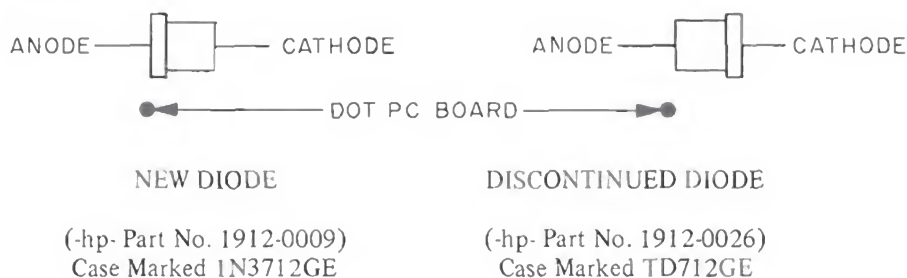 ANODE CATHODE ANODE CATHODE
DOT PC BOARD
NEW DIODE DISCONTINUED DIODE
(-hp- Part No. 1912-0009) (-hp- Part No. 1912-0026)
Case Marked 1N3712GE Case Marked TD712GE